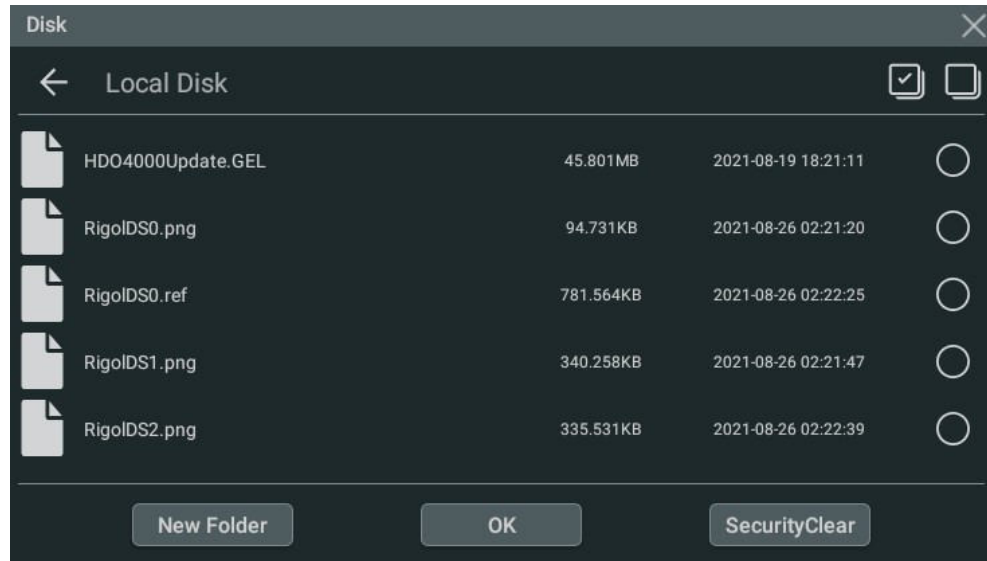 Disk
Local Disk
HDO4000Update.GEL 45.801MB 2021-08-19 18:21:11
RigolDS0.png 94.731KB 2021-08-26 02:21:20
RigolDS0.ref 781.564KB 2021-08-26 02:22:25
RigolDS1.png 340.258KB 2021-08-26 02:21:47
RigolDS2.png 335.531KB 2021-08-26 02:22:39
New Folder OK SecurityClear